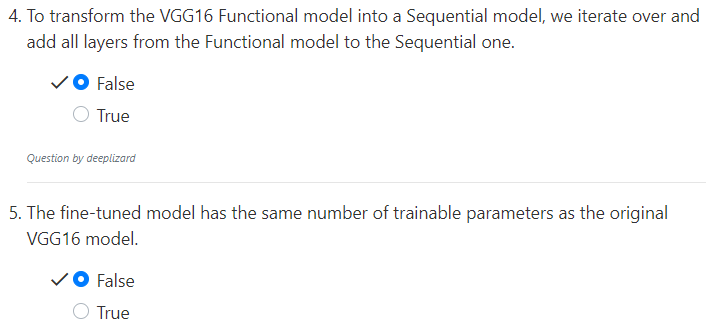 4. To transform the VGG16 Functional model into a Sequential model, we iterate over and
add all layers from the Functional model to the Sequential one.
False
True
Question by deeplizard
5. The fine-tuned model has the same number of trainable parameters as the original
VGG16 model.
False
True